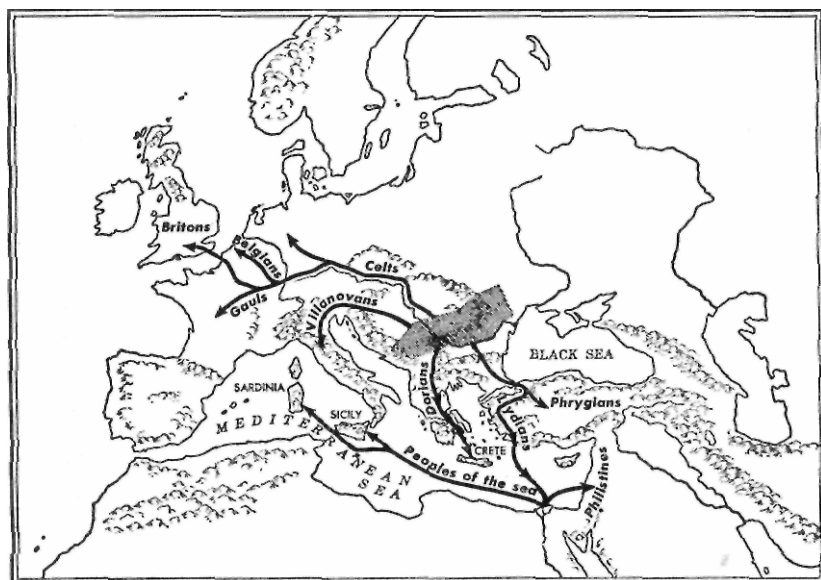 Britons
Belgians
Celts
Gauls
Villanovans
BLACK SEA
Dorians
Lydians
Phrygians
SARDINIA
SICILY
CRETE
MEDITERRANEAN
SEA
Peoples of the sea
Philistines